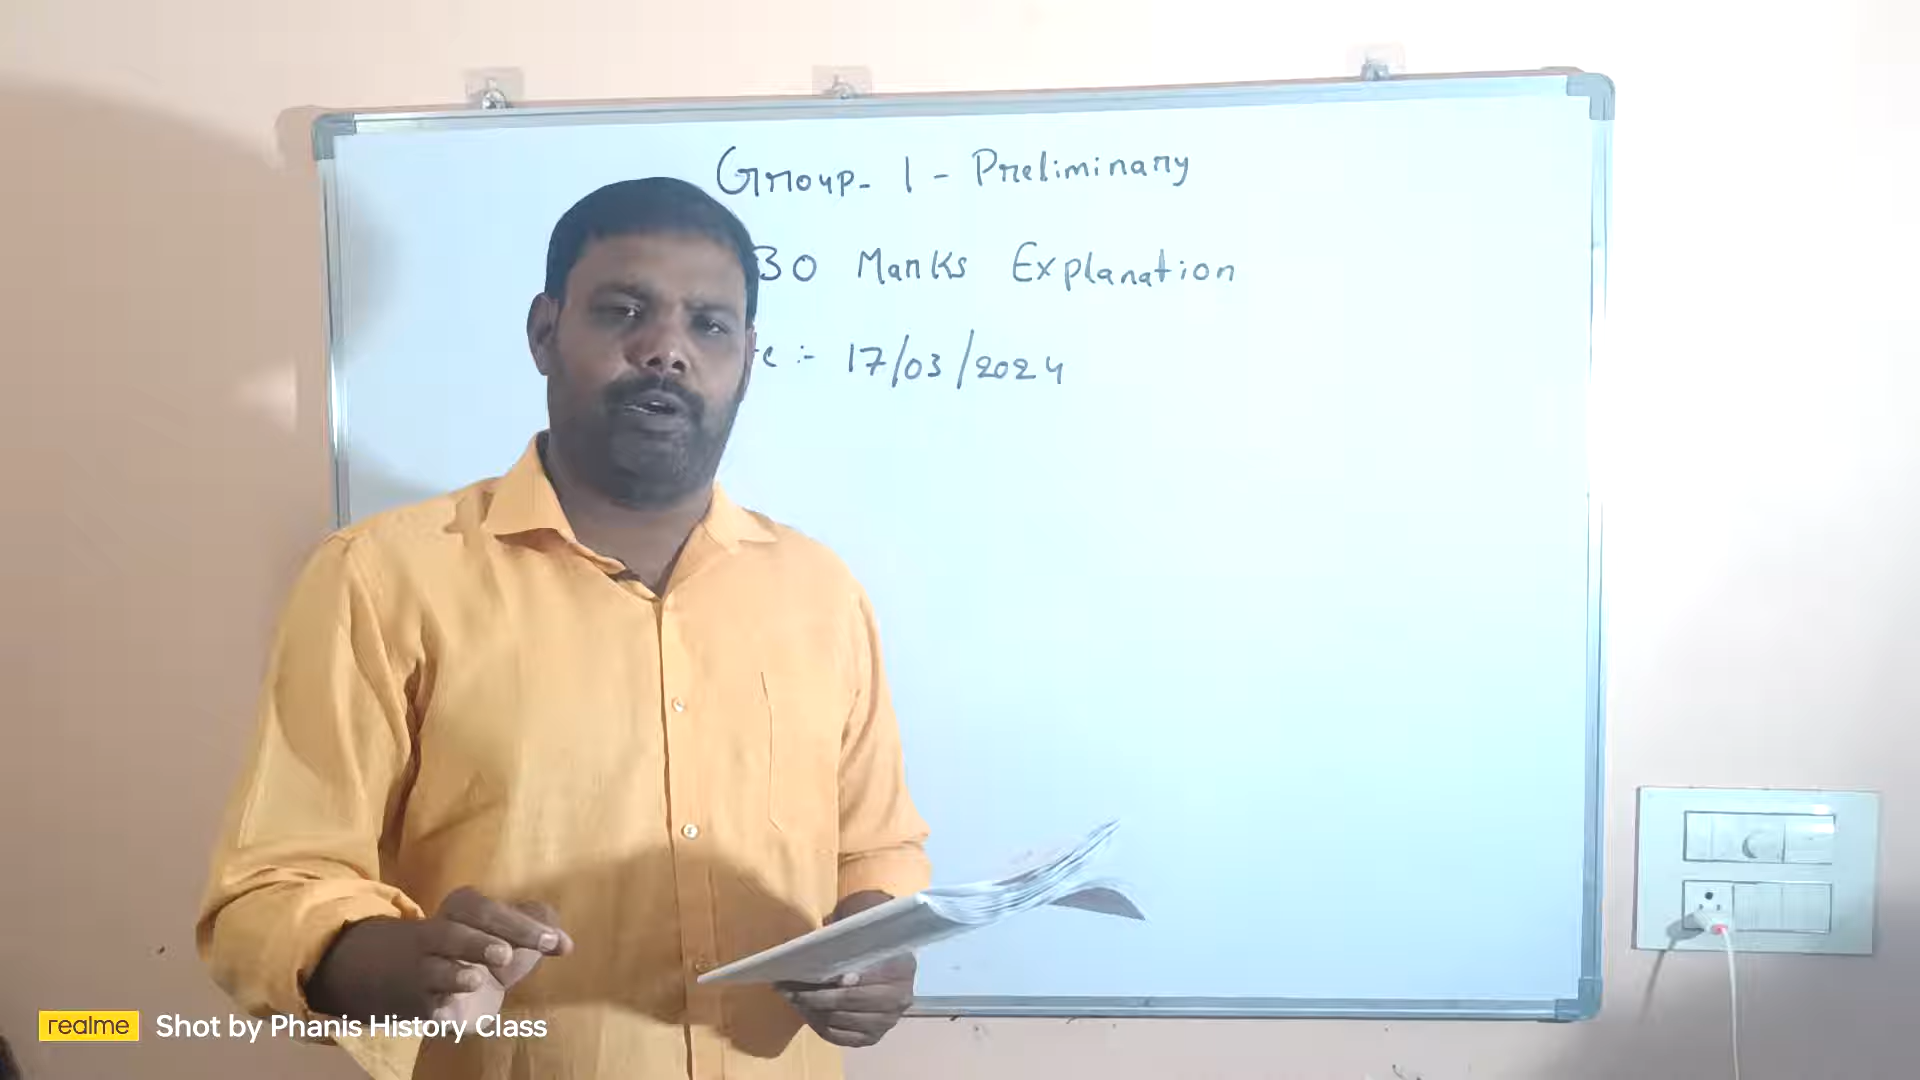 Group- 1 - Preliminary
30 Marks Explanation
:- 17/03/2024
realme Shot by Phanis History Class